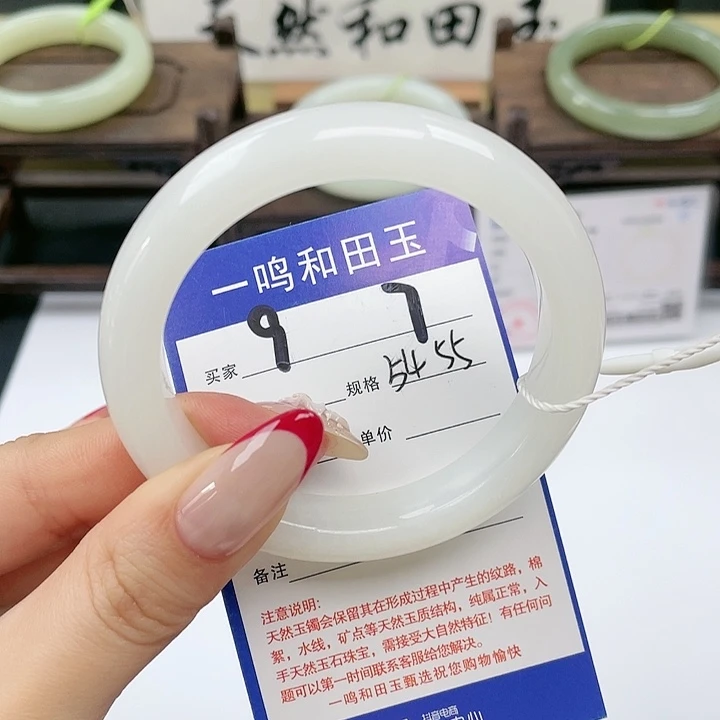 天然和田玉
一鸣和田玉
9 7
买家
规格 54 55
单价
备注
注意说明:
天然玉镯会保留其在形成过程中产生的纹路，棉
絮，水线，矿点等天然玉质结构，纯属正常，入
手天然玉石珠宝，需接受大自然特征！有任何问
题可以第一时间联系客服给您解决。
一鸣和田玉甄选祝您购物愉快
抖音电商